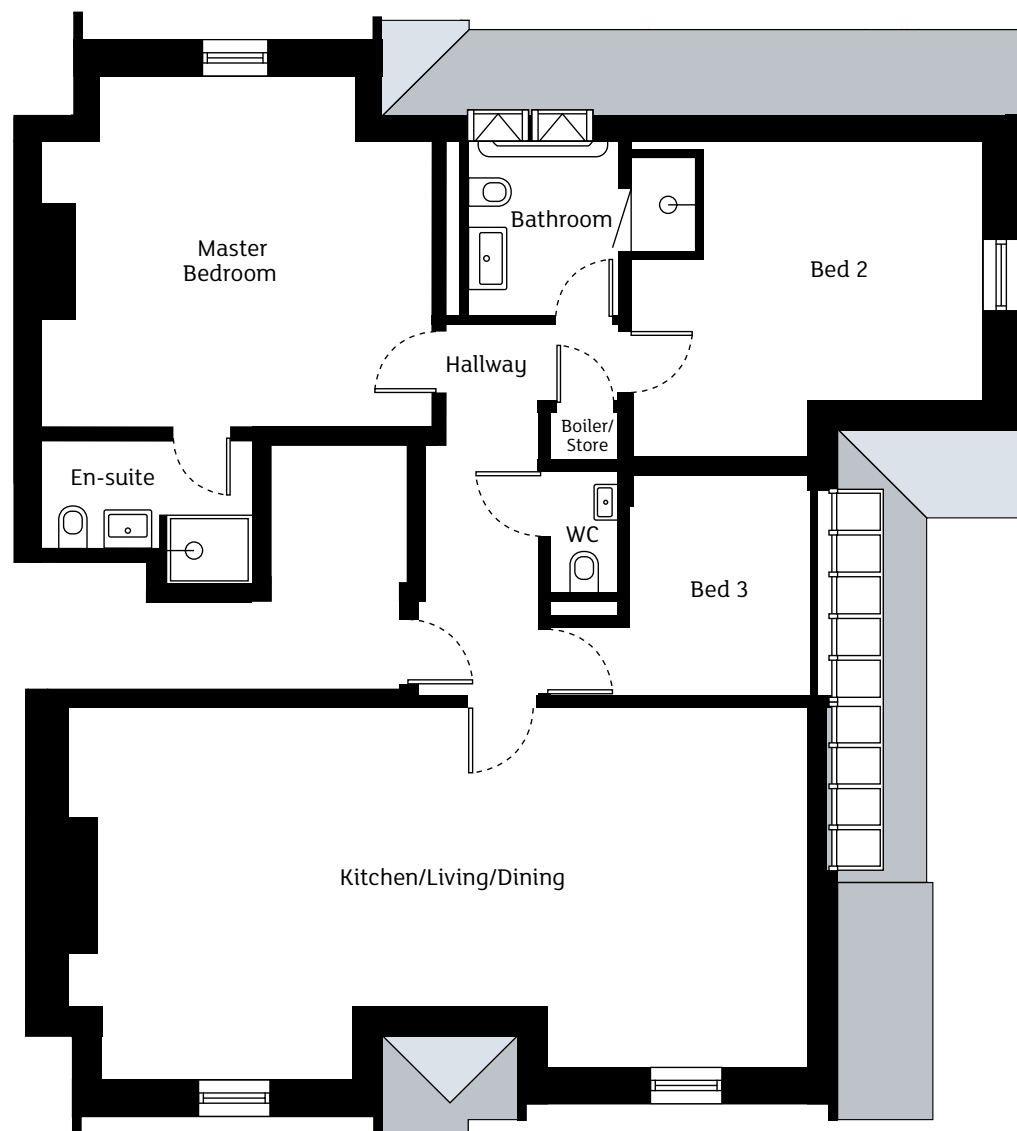 Master
Bedroom
Bathroom
Bed 2
Hallway
Boiler/
Store
En-suite
WC
Bed 3
Kitchen/Living/Dining